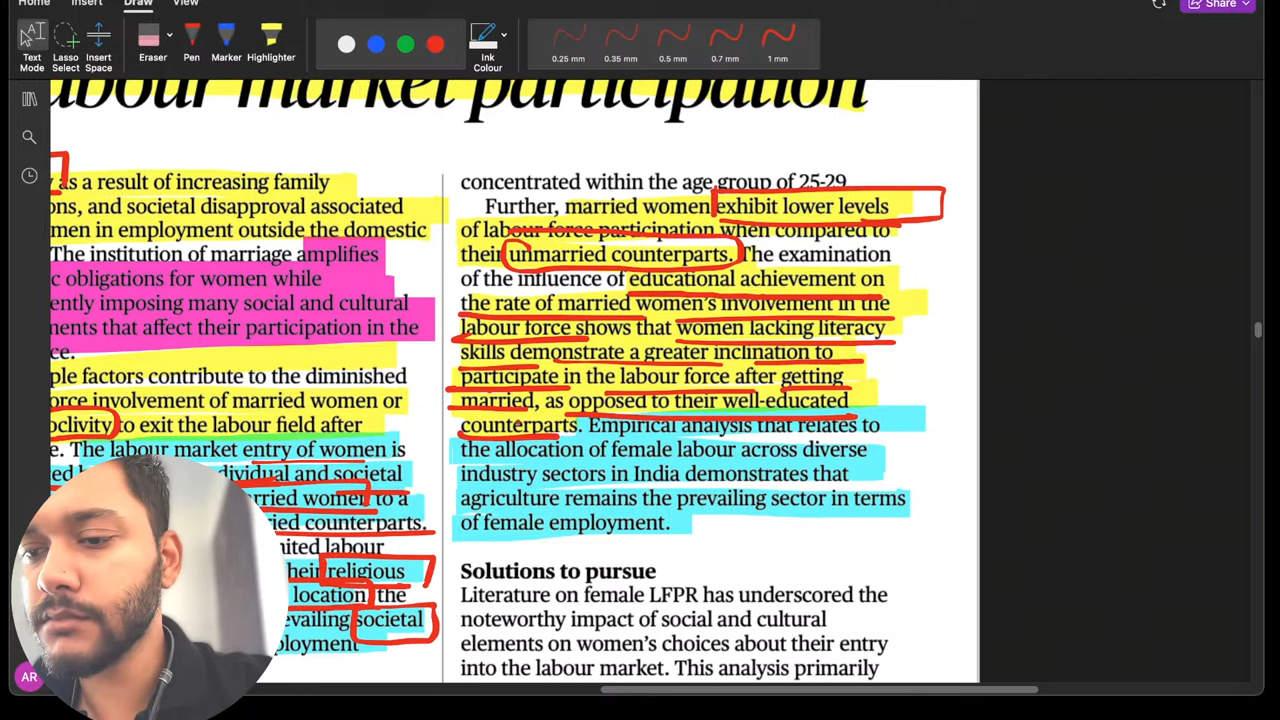 Home Insert Draw View
Share
Text Mode
Lasso Select
Insert Space
Eraser
Pen
Marker
Highlighter
Ink Colour
0.25 mm
0.35 mm
0.5 mm
0.7 mm
1 mm
labour market participation
as a result of increasing family
ons, and societal disapproval associated
men in employment outside the domestic
The institution of marriage amplifies
c obligations for women while
ently imposing many social and cultural
ments that affect their participation in the
ce.
ple factors contribute to the diminished
orce involvement of married women or
oclivity to exit the labour field after
e. The labour market entry of women is
dividual and societal
rried women to a
ried counterparts.
nited labour
heir religious
location, the
evailing societal
ployment
concentrated within the age group of 25-29
Further, married women exhibit lower levels
of labour force participation when compared to
their unmarried counterparts. The examination
of the influence of educational achievement on
the rate of married women's involvement in the
labour force shows that women lacking literacy
skills demonstrate a greater inclination to
participate in the labour force after getting
married, as opposed to their well-educated
counterparts. Empirical analysis that relates to
the allocation of female labour across diverse
industry sectors in India demonstrates that
agriculture remains the prevailing sector in terms
of female employment.
Solutions to pursue
Literature on female LFPR has underscored the
noteworthy impact of social and cultural
elements on women's choices about their entry
into the labour market. This analysis primarily
AR